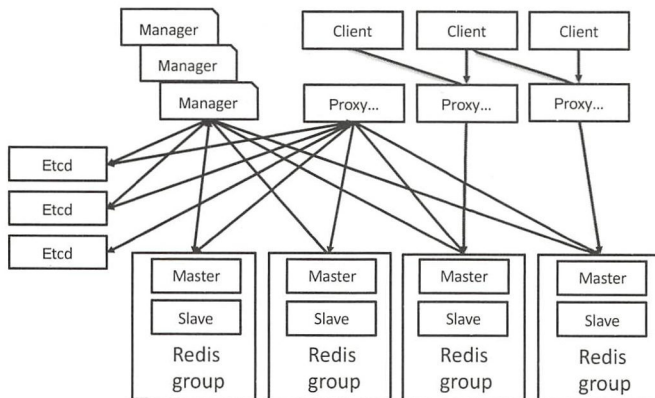 Manager
Manager
Manager
Client
Client
Client
Proxy...
Proxy...
Proxy...
Etcd
Etcd
Etcd
Master
Slave
Redis
group
Master
Slave
Redis
group
Master
Slave
Redis
group
Master
Slave
Redis
group